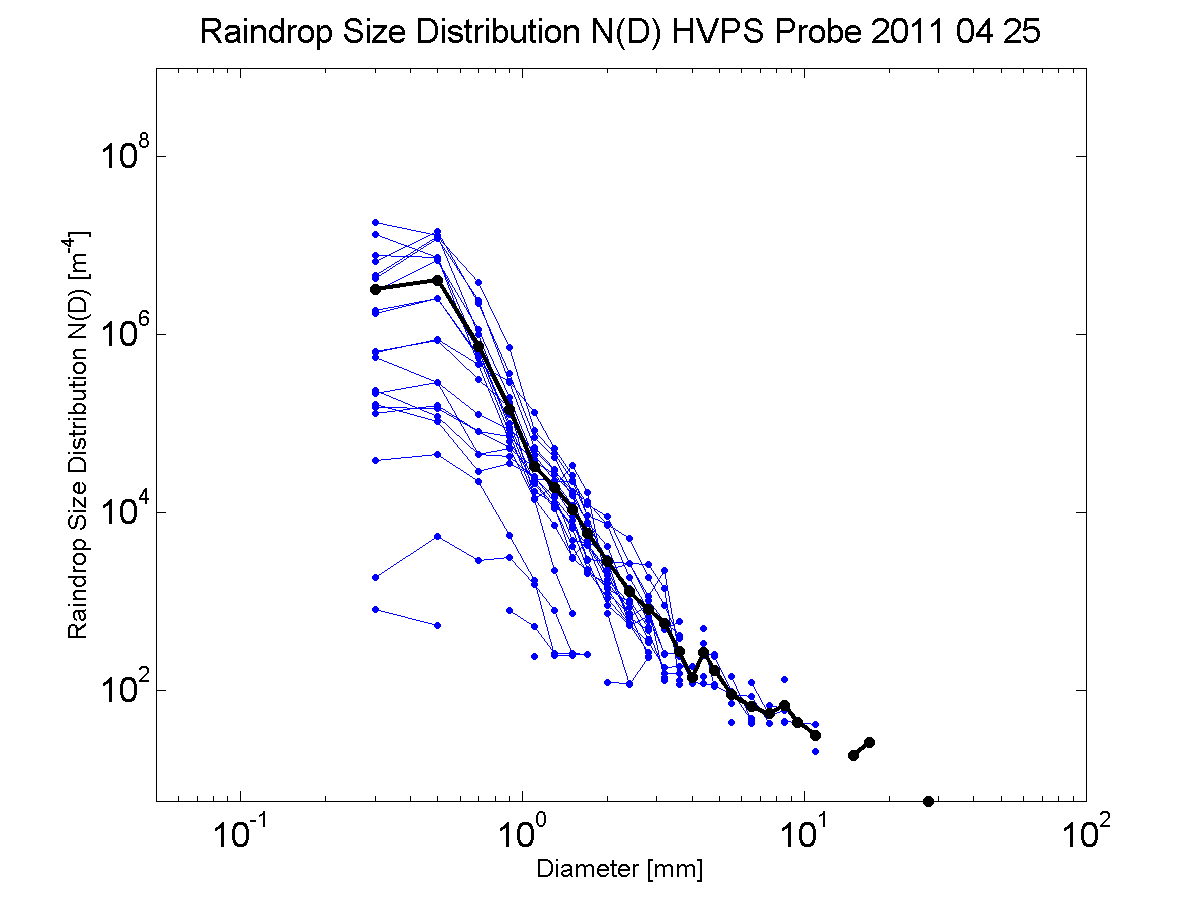 Raindrop Size Distribution N(D) HVPS Probe 2011 04 25
Raindrop Size Distribution N(D) [m^-4]
10^8
10^6
10^4
10^2
10^-1 10^0 10^1 10^2
Diameter [mm]